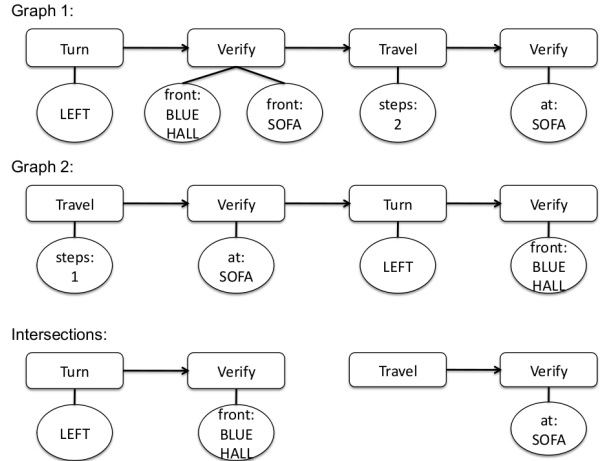 Graph 1:
Turn
Verify
Travel
Verify
LEFT
front:
BLUE
HALL
front:
SOFA
steps:
2
at:
SOFA
Graph 2:
Travel
Verify
Turn
Verify
steps:
1
at:
SOFA
LEFT
front:
BLUE
HALL
Intersections:
Turn
Verify
Travel
Verify
LEFT
front:
BLUE
HALL
at:
SOFA